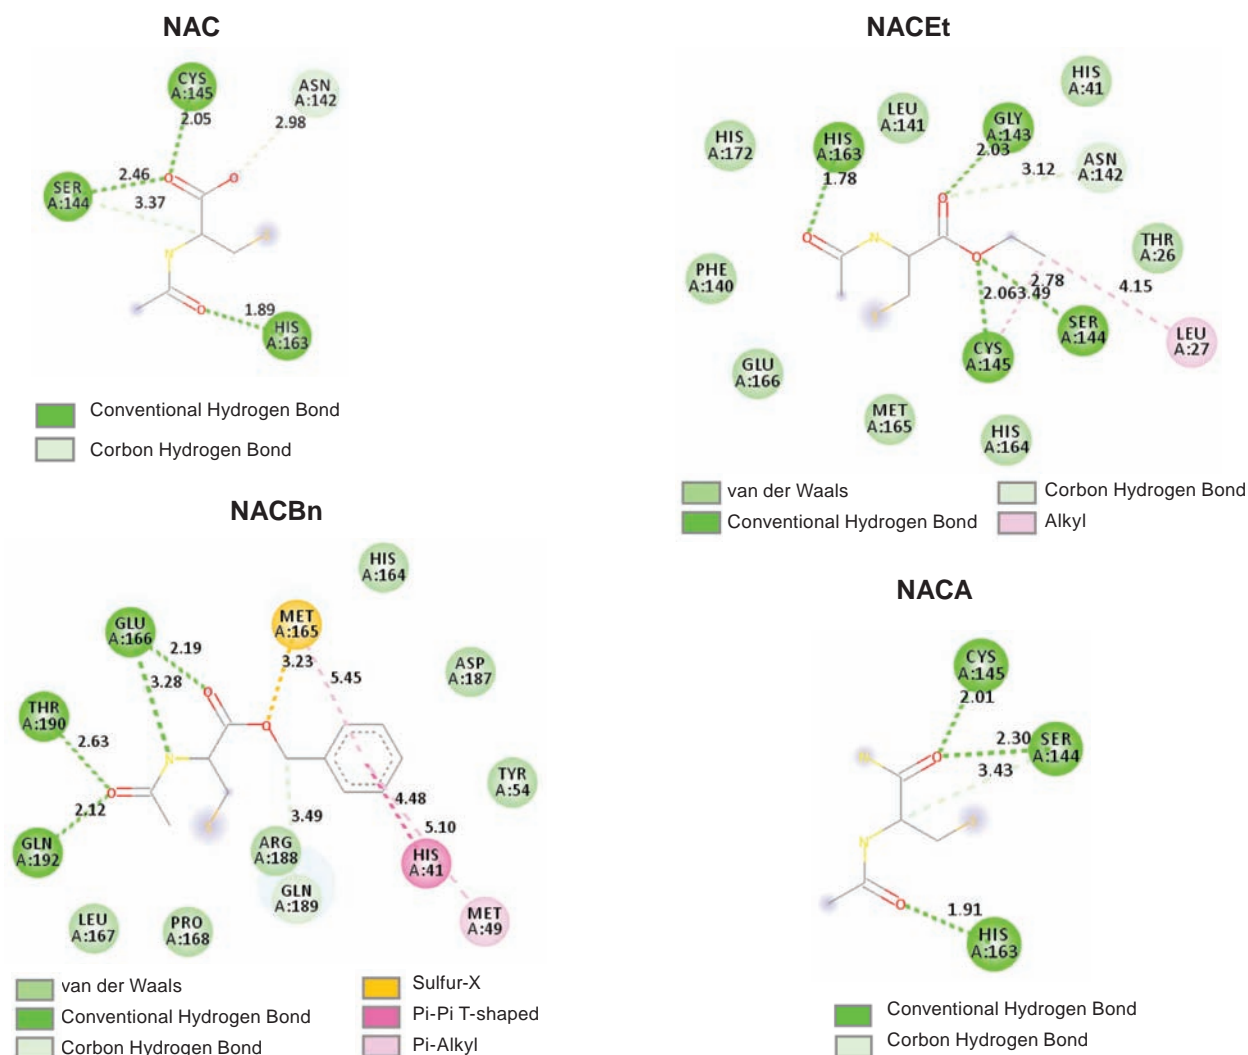 NAC
CYS
A:145
2.05
ASN
A:142
2.98
2.46
SER
A:144
3.37
O
O
N
S
O
1.89
HIS
A:163
Conventional Hydrogen Bond
Corbon Hydrogen Bond
NACEt
HIS
A:41
LEU
A:141
GLY
A:143
2.03
HIS
A:172
HIS
A:163
1.78
ASN
A:142
3.12
O
O
N
O
THR
A:26
PHE
A:140
2.78
4.15
2.063.49
S
SER
A:144
LEU
A:27
CYS
A:145
GLU
A:166
MET
A:165
HIS
A:164
van der Waals
Conventional Hydrogen Bond
Corbon Hydrogen Bond
Alkyl
NACBn
HIS
A:164
MET
A:165
3.23
GLU
A:166
2.19
5.45
ASP
A:187
3.28
O
THR
A:190
2.63
O
N
O
TYR
A:54
4.48
2.12
S
3.49
5.10
GLN
A:192
ARG
A:188
HIS
A:41
GLN
A:189
LEU
A:167
PRO
A:168
MET
A:49
van der Waals
Conventional Hydrogen Bond
Corbon Hydrogen Bond
Sulfur-X
Pi-Pi T-shaped
Pi-Alkyl
NACA
CYS
A:145
2.01
2.30
SER
A:144
3.43
N
O
S
N
O
1.91
HIS
A:163
Conventional Hydrogen Bond
Corbon Hydrogen Bond